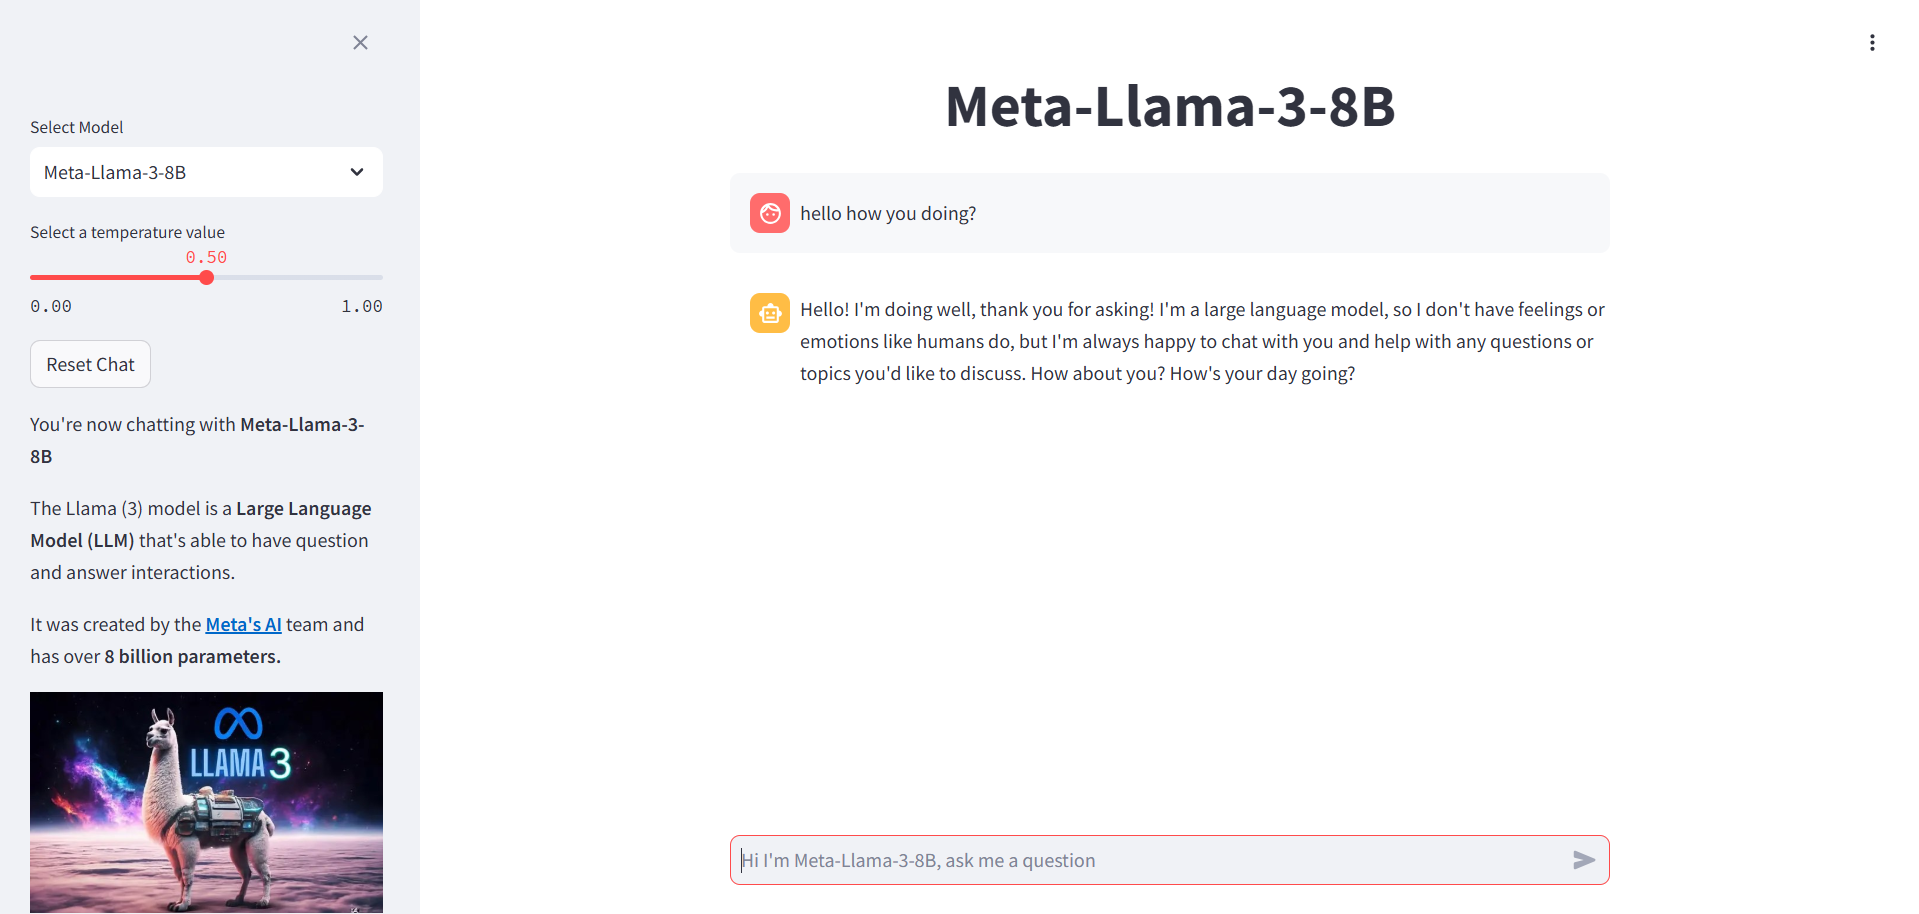 Select Model
Meta-Llama-3-8B
Select a temperature value
0.50
0.00 1.00
Reset Chat
You're now chatting with Meta-Llama-3-
8B
The Llama (3) model is a Large Language
Model (LLM) that's able to have question
and answer interactions.
It was created by the Meta's AI team and
has over 8 billion parameters.
LLAMA 3
Meta-Llama-3-8B
hello how you doing?
Hello! I'm doing well, thank you for asking! I'm a large language model, so I don't have feelings or
emotions like humans do, but I'm always happy to chat with you and help with any questions or
topics you'd like to discuss. How about you? How's your day going?
Hi I'm Meta-Llama-3-8B, ask me a question